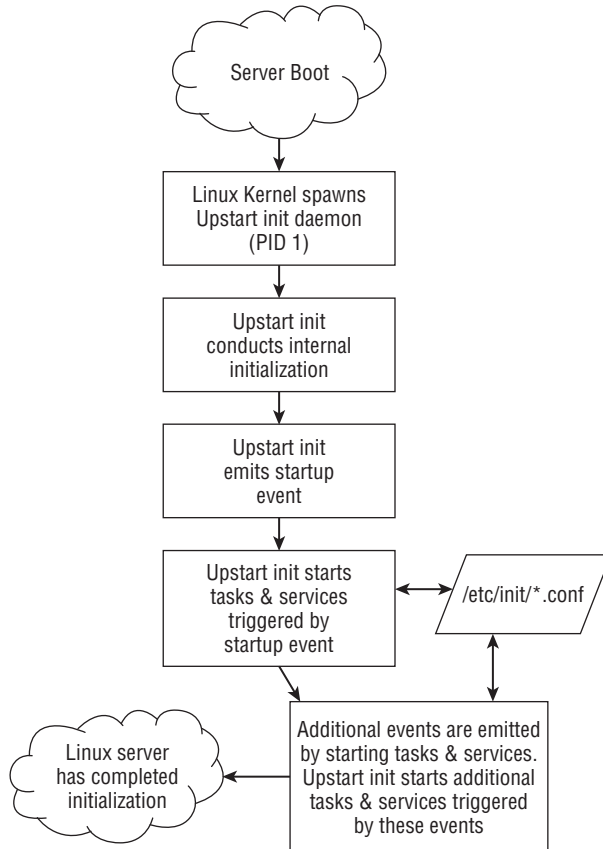 Server Boot
Linux Kernel spawns
Upstart init daemon
(PID 1)
Upstart init
conducts internal
initialization
Upstart init
emits startup
event
Upstart init starts
tasks & services
triggered by
startup event
/etc/init/*.conf
Additional events are emitted
by starting tasks & services.
Upstart init starts additional
tasks & services triggered
by these events
Linux server
has completed
initialization